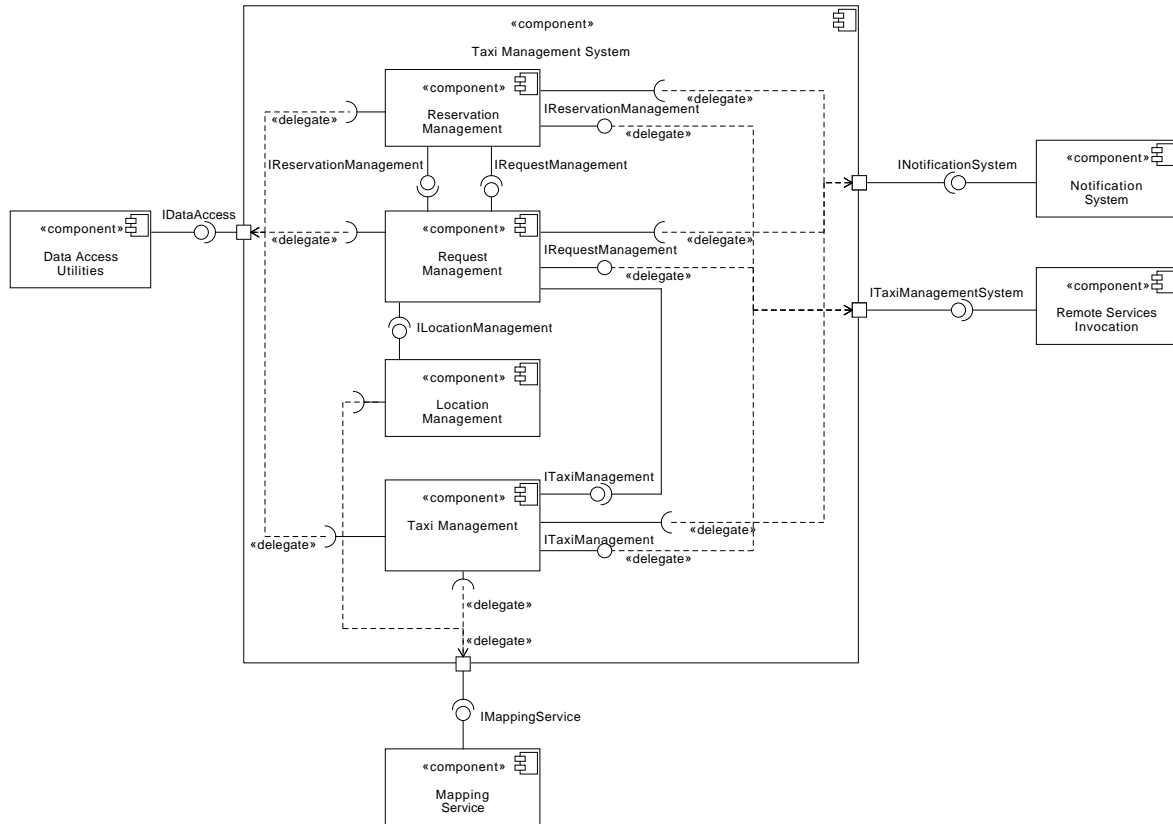 «component»
Taxi Management System
«component»
Reservation
Management
«delegate»
«delegate»
IReservationManagement
«delegate»
IReservationManagement
IRequestManagement
«component»
Notification
System
INotificationSystem
«component»
Data Access
Utilities
IDataAccess
«delegate»
«component»
Request
Management
«delegate»
IRequestManagement
«delegate»
ITaxiManagementSystem
«component»
Remote Services
Invocation
ILocationManagement
«component»
Location
Management
ITaxiManagement
«component»
Taxi Management
«delegate»
«delegate»
ITaxiManagement
«delegate»
«delegate»
«delegate»
IMappingService
«component»
Mapping
Service